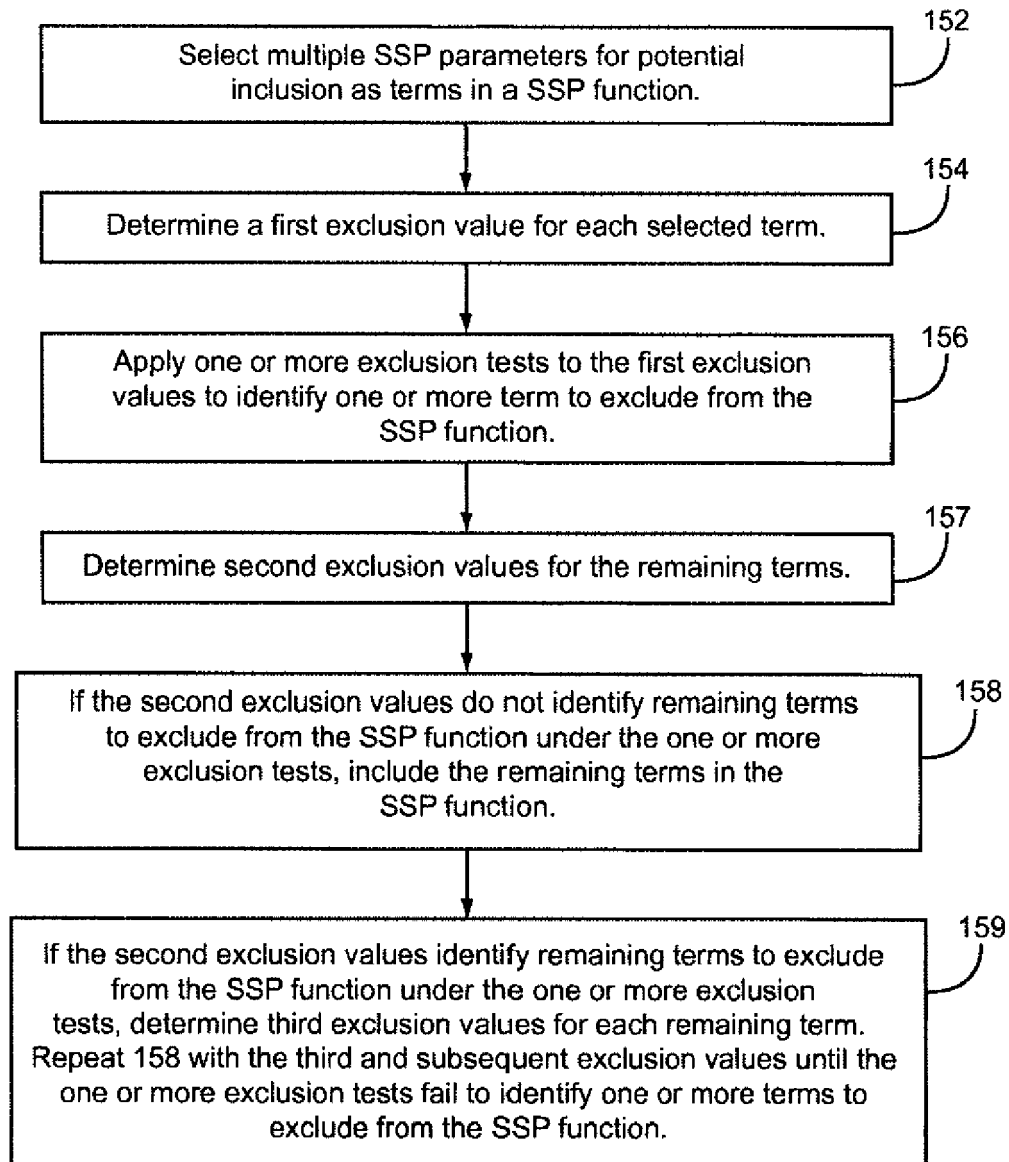 152
Select multiple SSP parameters for potential
inclusion as terms in a SSP function.
154
Determine a first exclusion value for each selected term.
156
Apply one or more exclusion tests to the first exclusion
values to identify one or more term to exclude from the
SSP function.
157
Determine second exclusion values for the remaining terms.
158
If the second exclusion values do not identify remaining terms
to exclude from the SSP function under the one or more
exclusion tests, include the remaining terms in the
SSP function.
159
If the second exclusion values identify remaining terms to exclude
from the SSP function under the one or more exclusion
tests, determine third exclusion values for each remaining term.
Repeat 158 with the third and subsequent exclusion values until the
one or more exclusion tests fail to identify one or more terms to
exclude from the SSP function.